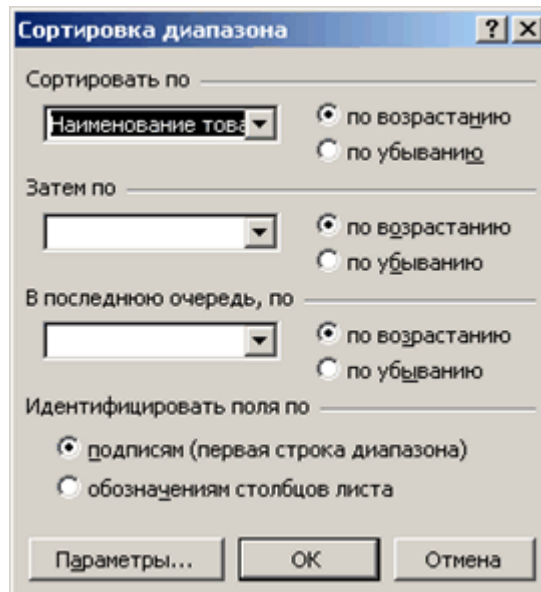 Сортировка диапазона
Сортировать по
Наименование това
по возрастанию
по убыванию
Затем по
по возрастанию
по убыванию
В последнюю очередь, по
по возрастанию
по убыванию
Идентифицировать поля по
подписям (первая строка диапазона)
обозначениям столбцов листа
Параметры... ОК Отмена